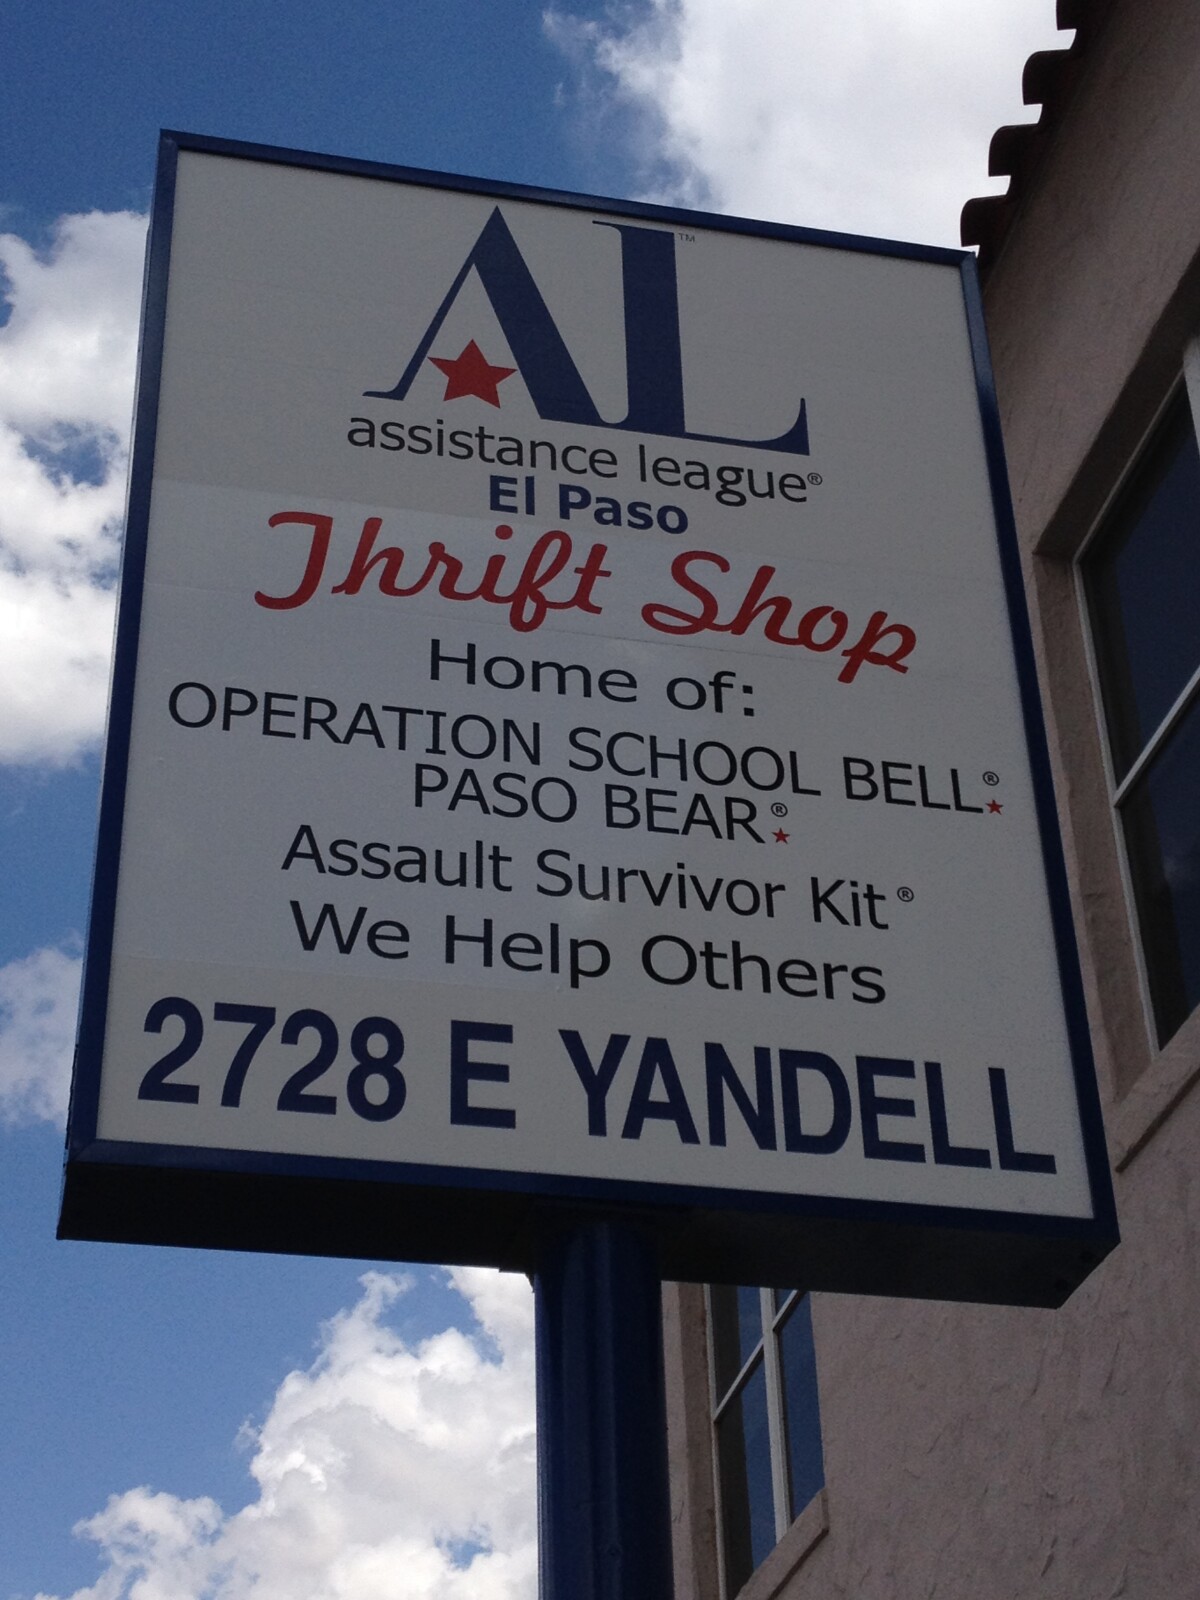 AL™
assistance league®
El Paso
Thrift Shop
Home of:
OPERATION SCHOOL BELL®
PASO BEAR®
Assault Survivor Kit®
We Help Others
2728 E YANDELL